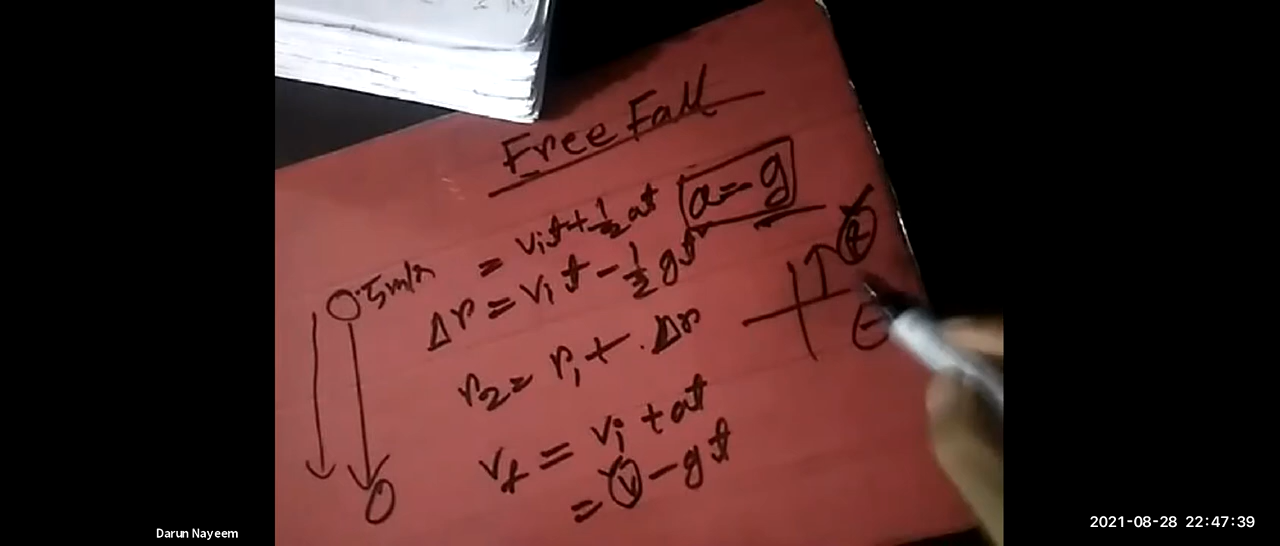 Free Fall
= vit + 1/2 at a = -g
0.5m/s
Δr = vit - 1/2 gt²
r2 = r1 + . Δr
vf = vi + at
= vi - gt
+
-
Darun Nayeem
2021-08-28 22:47:39